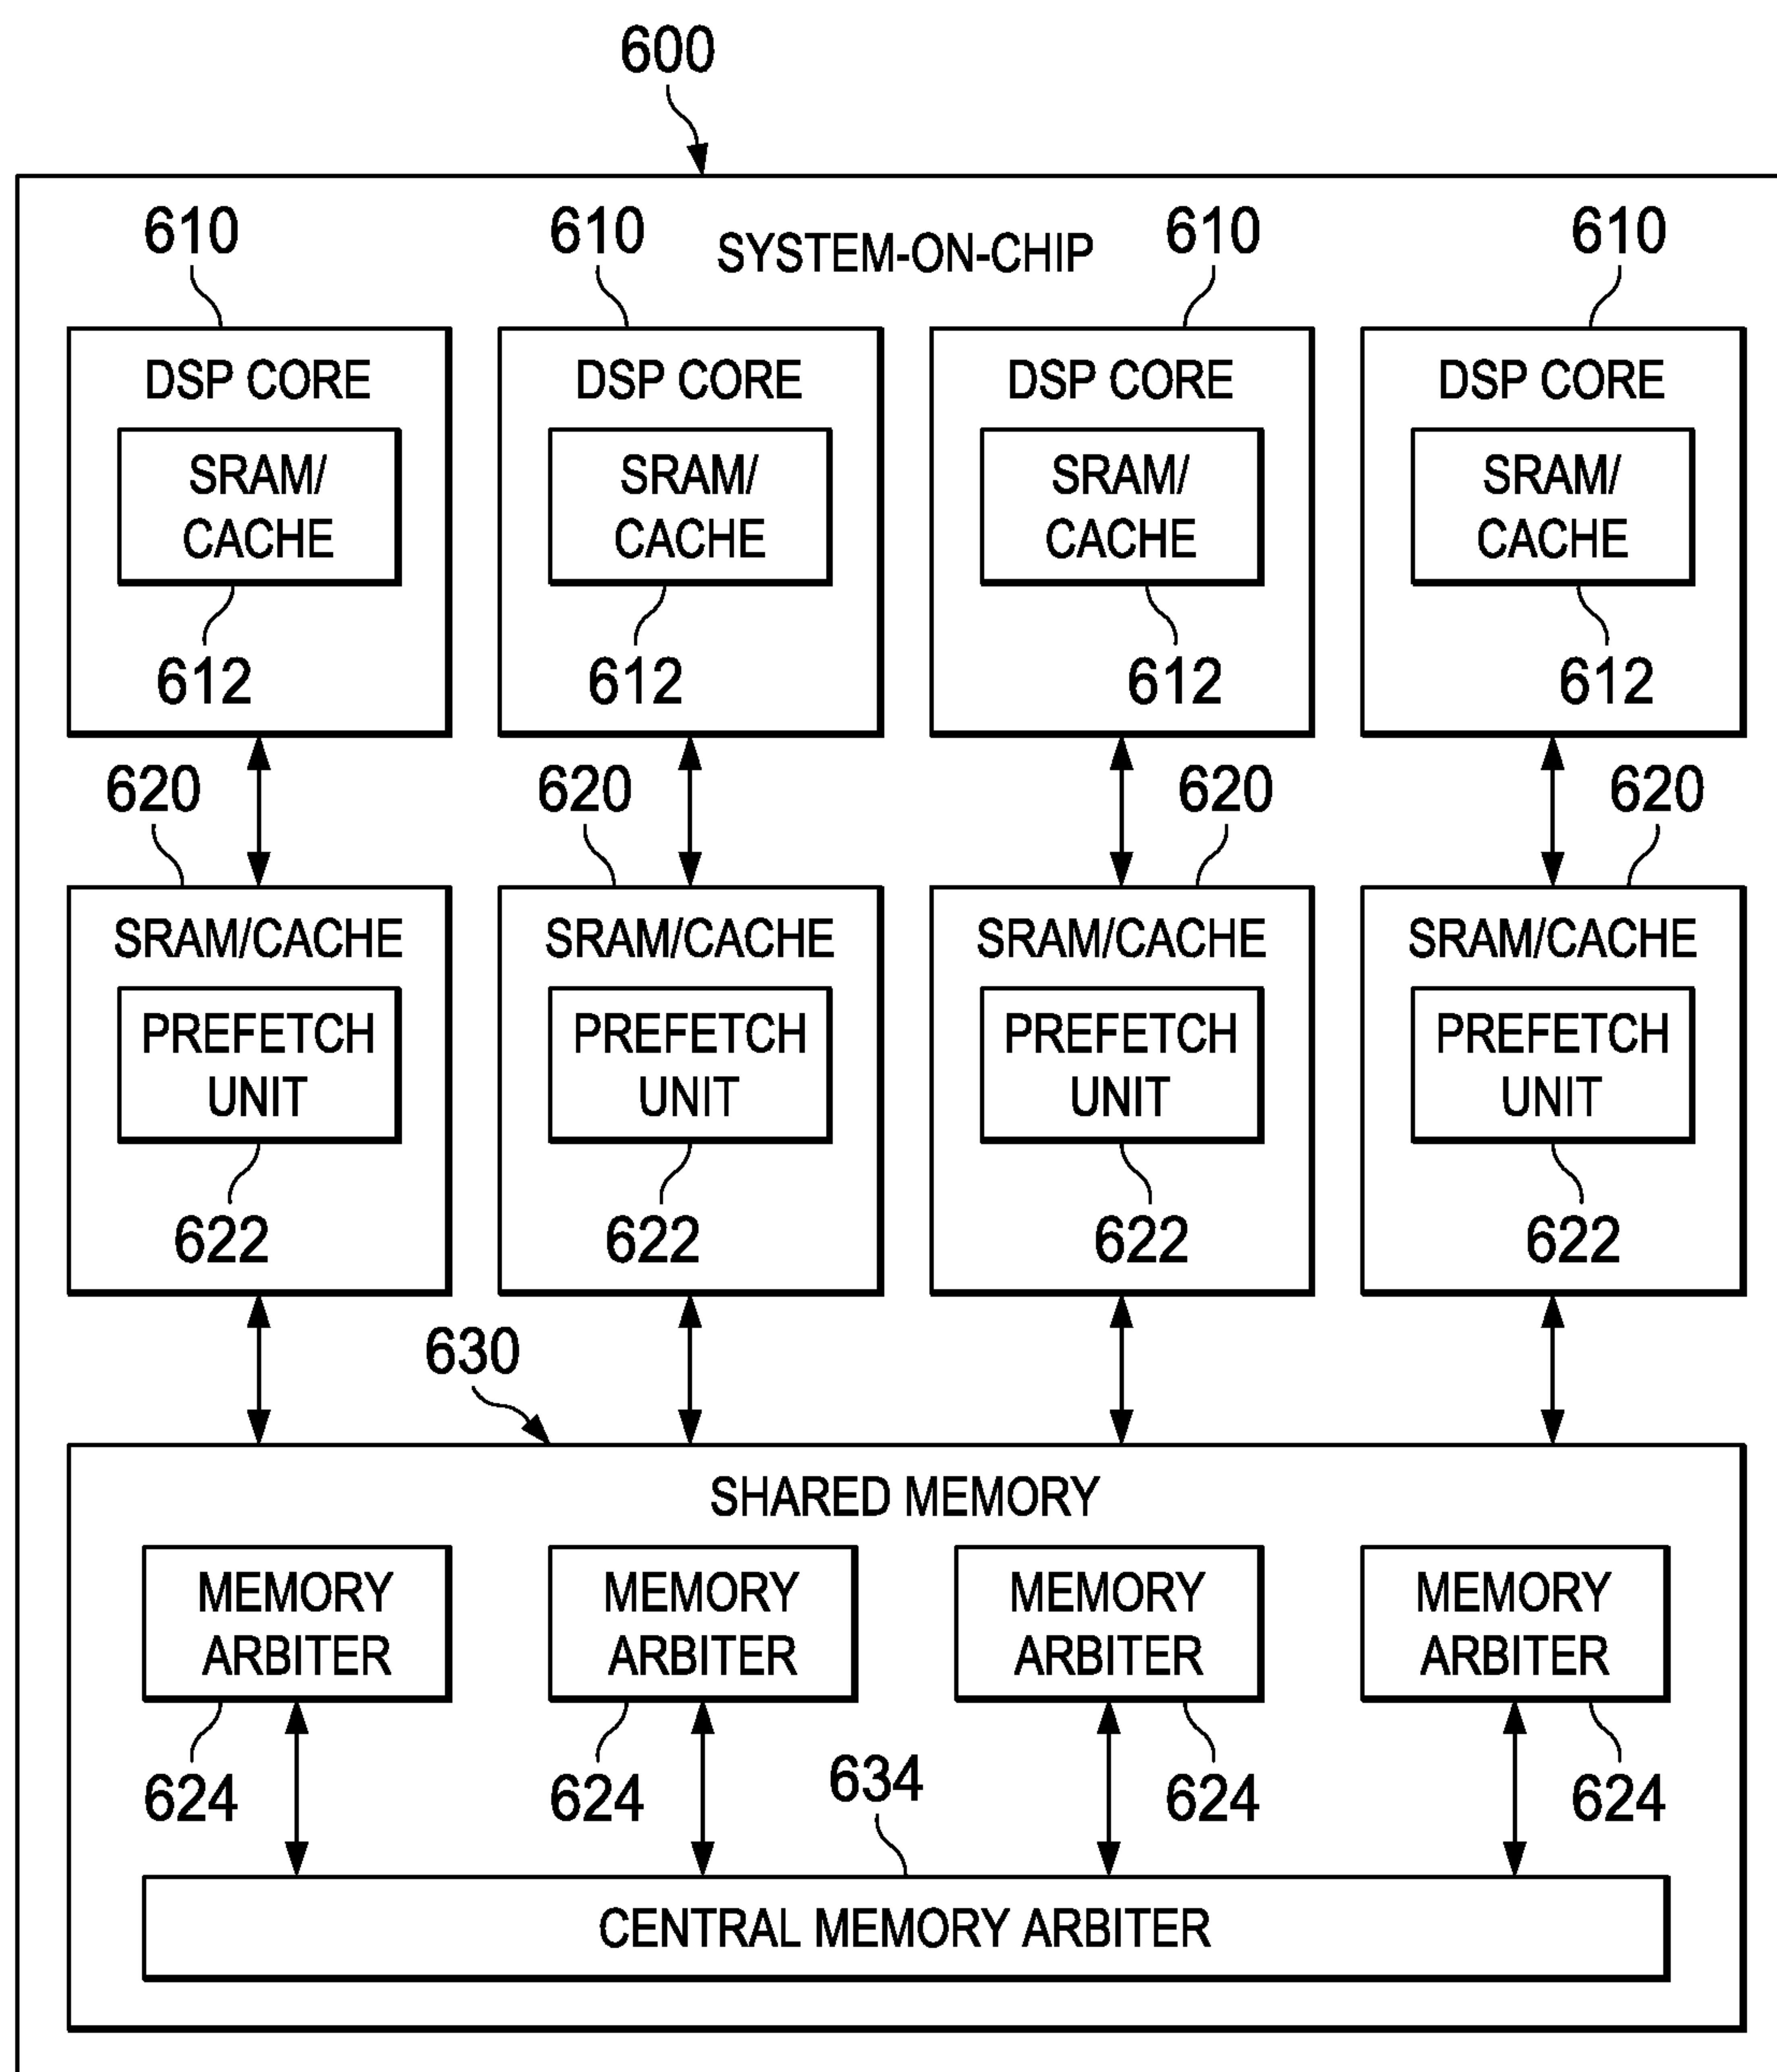 600
610 610 610 610
SYSTEM-ON-CHIP
DSP CORE DSP CORE DSP CORE DSP CORE
SRAM/ SRAM/ SRAM/ SRAM/
CACHE CACHE CACHE CACHE
612 612 612 612
620 620 620 620
SRAM/CACHE SRAM/CACHE SRAM/CACHE SRAM/CACHE
PREFETCH PREFETCH PREFETCH PREFETCH
UNIT UNIT UNIT UNIT
622 622 622 622
630
SHARED MEMORY
MEMORY MEMORY MEMORY MEMORY
ARBITER ARBITER ARBITER ARBITER
624 624 634 624 624
CENTRAL MEMORY ARBITER